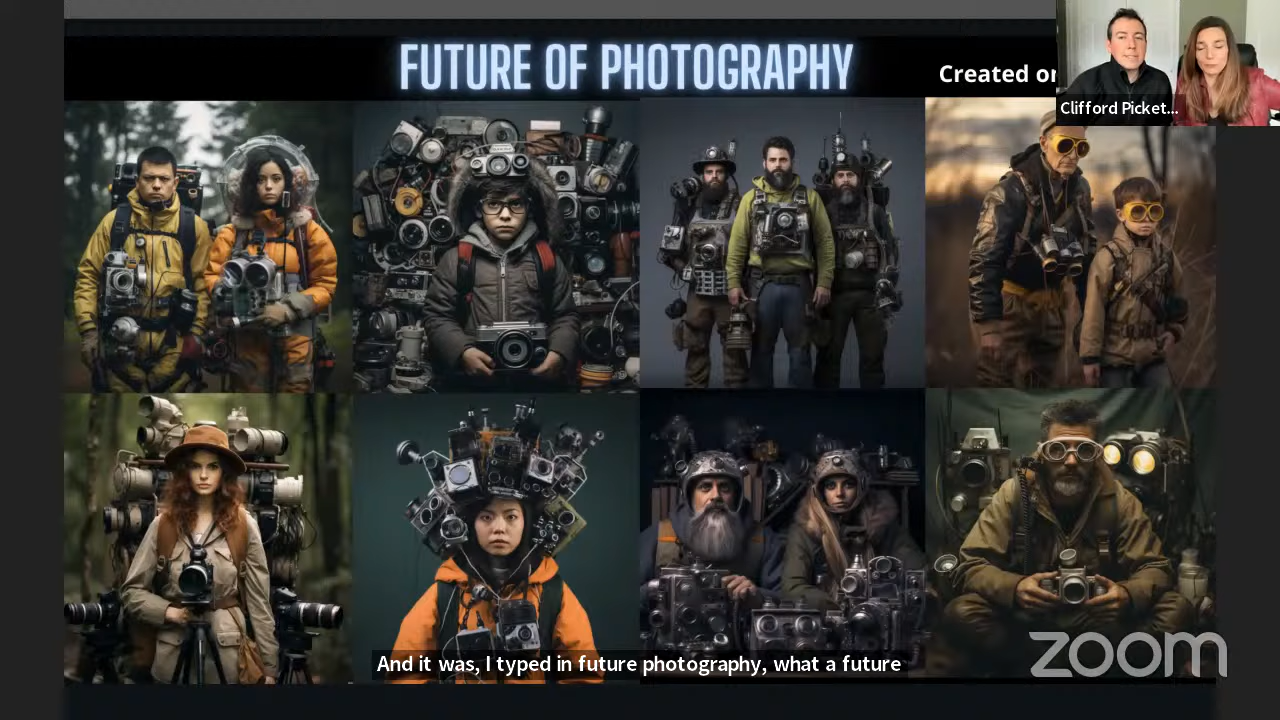 FUTURE OF PHOTOGRAPHY
Created or
Clifford Picket...
And it was, I typed in future photography, what a future
zoom